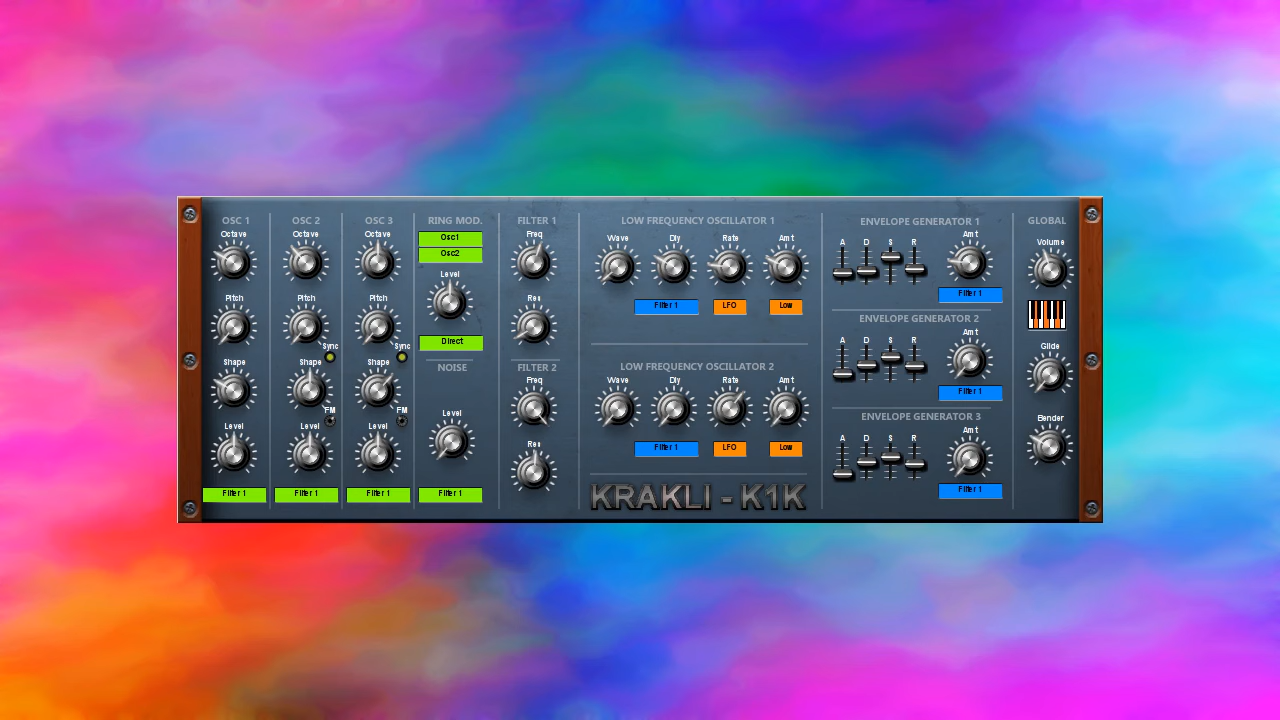 OSC 1
Octave
Pitch
Shape
Level
Filter 1
OSC 2
Octave
Pitch
Sync
Shape
FM
Level
Filter 1
OSC 3
Octave
Pitch
Sync
Shape
FM
Level
Filter 1
RING MOD.
Osc1
Osc2
Level
Direct
NOISE
Level
Filter 1
FILTER 1
Freq
Res
FILTER 2
Freq
Res
LOW FREQUENCY OSCILLATOR 1
Wave Dly Rate Amt
Filter 1 LFO Low
LOW FREQUENCY OSCILLATOR 2
Wave Dly Rate Amt
Filter 1 LFO Low
KRAKLI - K1K
ENVELOPE GENERATOR 1
A D S R Amt
Filter 1
ENVELOPE GENERATOR 2
A D S R Amt
Filter 1
ENVELOPE GENERATOR 3
A D S R Amt
Filter 1
GLOBAL
Volume
Glide
Bender